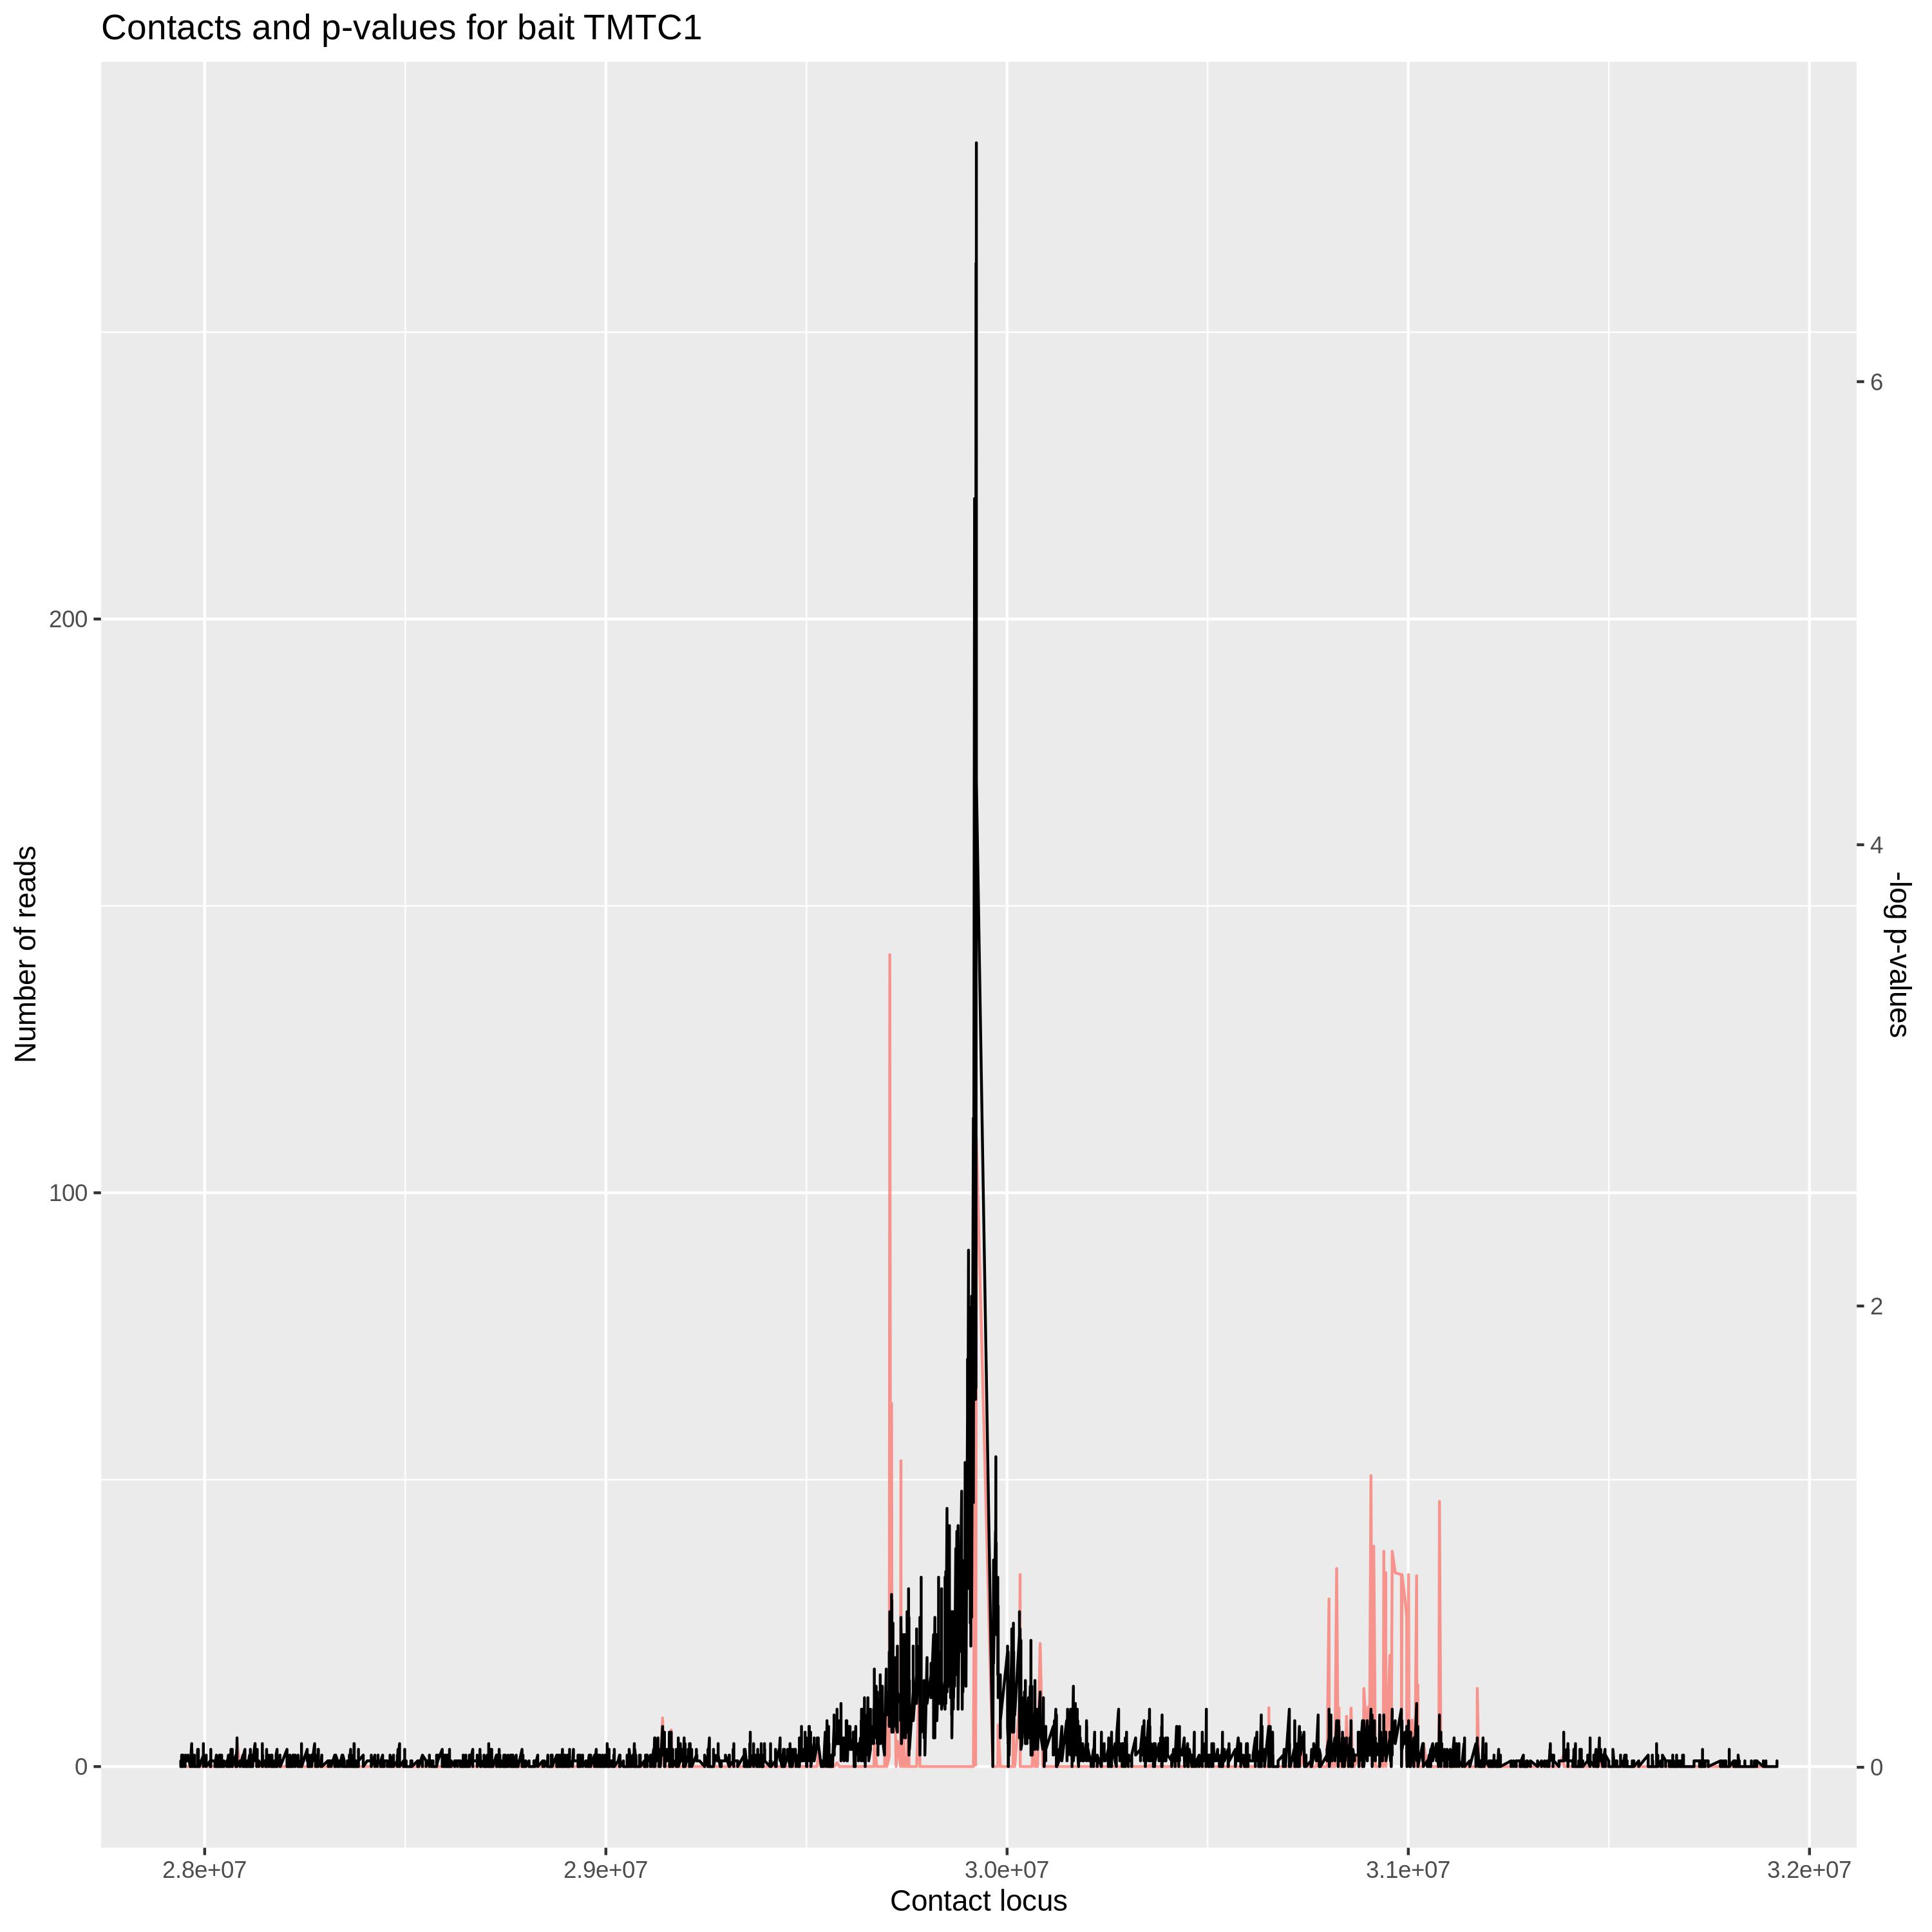 Contacts and p-values for bait TMTC1
Number of reads
200
100
0
6
4
2
0
-log p-values
2.8e+07
2.9e+07
3.0e+07
3.1e+07
3.2e+07
Contact locus